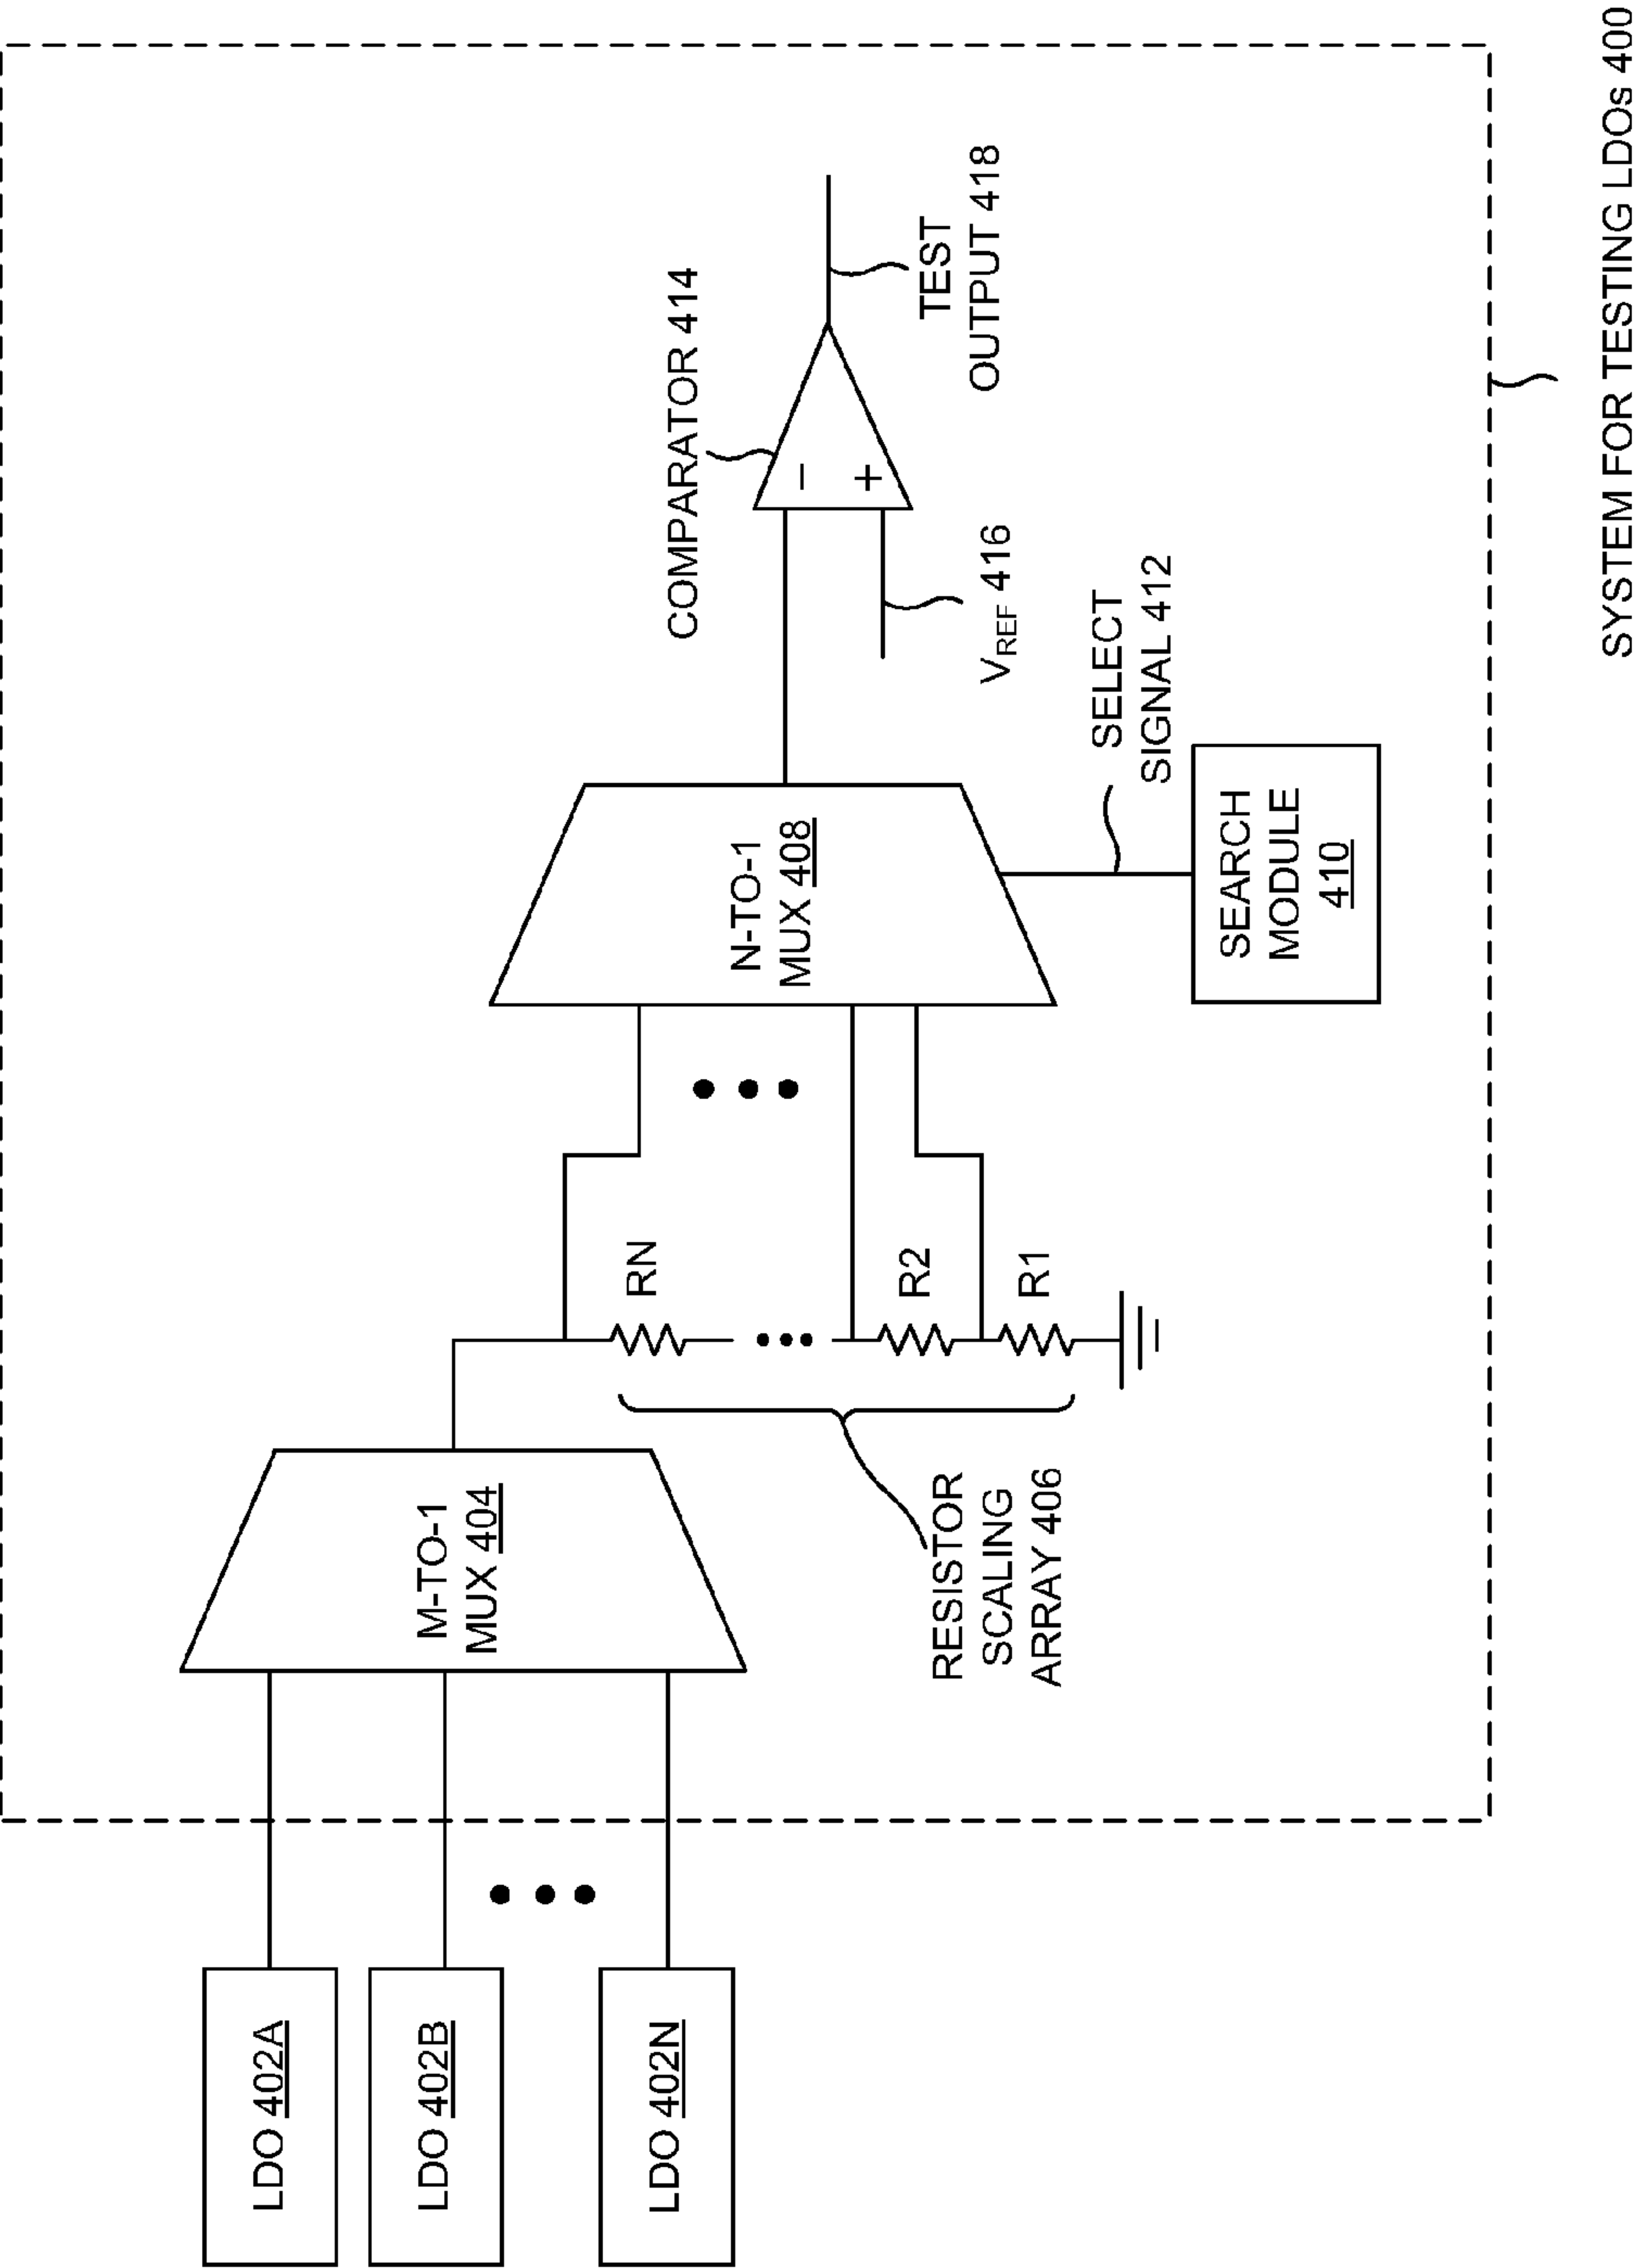 LDO 402A
LDO 402B
LDO 402N
M-TO-1
MUX 404
RESISTOR
SCALING
ARRAY 406
RN
R2
R1
N-TO-1
MUX 408
SEARCH
MODULE
410
SELECT
SIGNAL 412
COMPARATOR 414
−
+
VREF 416
TEST
OUTPUT 418
SYSTEM FOR TESTING LDOs 400